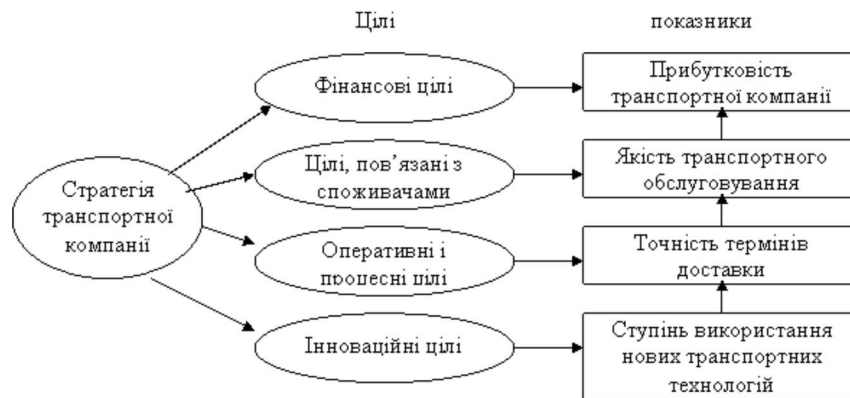 Цілі
показники
Стратегія
транспортної
компанії
Фінансові цілі
Цілі, пов’язані з
споживачами
Оперативні і
процесні цілі
Інноваційні цілі
Прибутковість
транспортної компанії
Якість транспортного
обслуговування
Точність термінів
доставки
Ступінь використання
нових транспортних
технологій